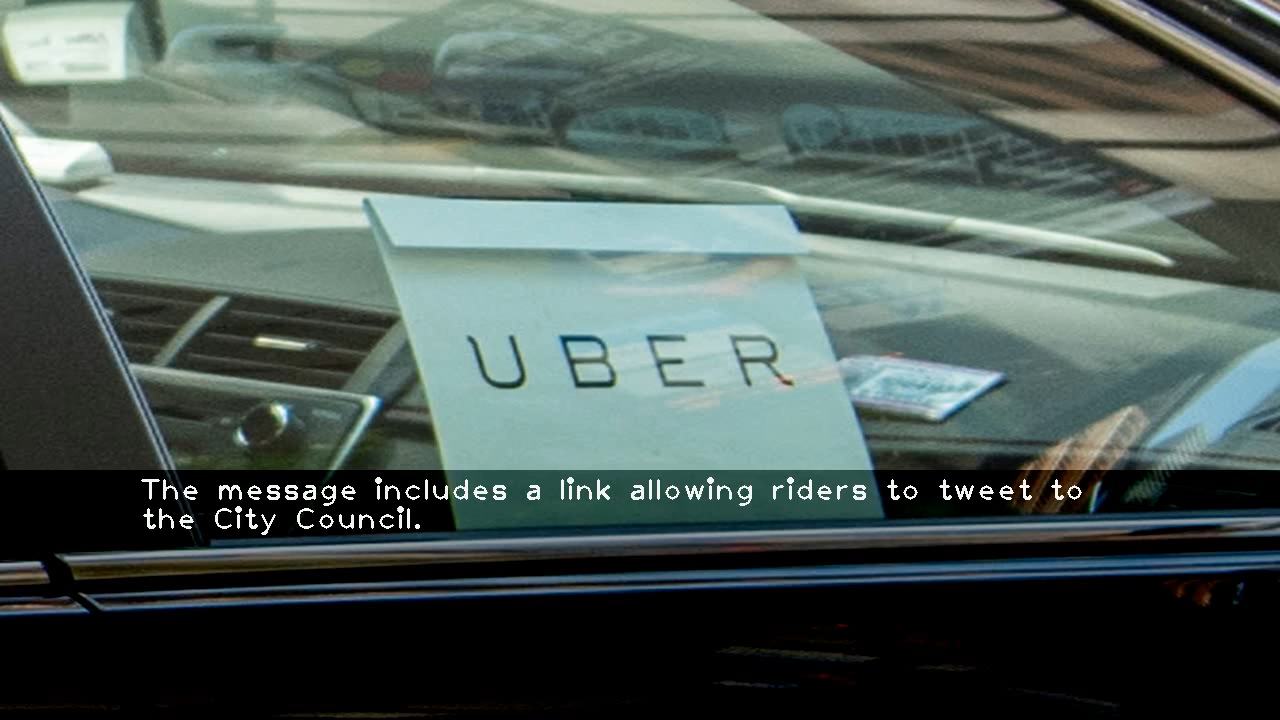 UBER
The message includes a link allowing riders to tweet to
the City Council.